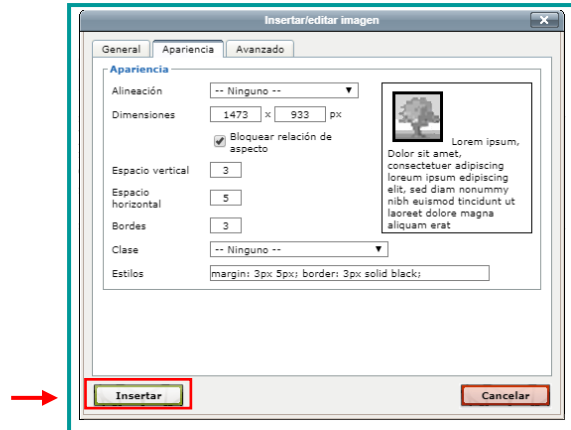 Insertar/editar imagen
General Apariencia Avanzado
Apariencia
Alineación -- Ninguno --
Dimensiones 1473 x 933 px
Bloquear relación de
aspecto
Espacio vertical 3
Espacio
horizontal 5
Bordes 3
Clase -- Ninguno --
Estilos margin: 3px 5px; border: 3px solid black;
Lorem ipsum,
Dolor sit amet,
consectetuer adipiscing
loreum ipsum edipiscing
elit, sed diam nonummy
nibh euismod tincidunt ut
laoreet dolore magna
aliquam erat
Insertar Cancelar